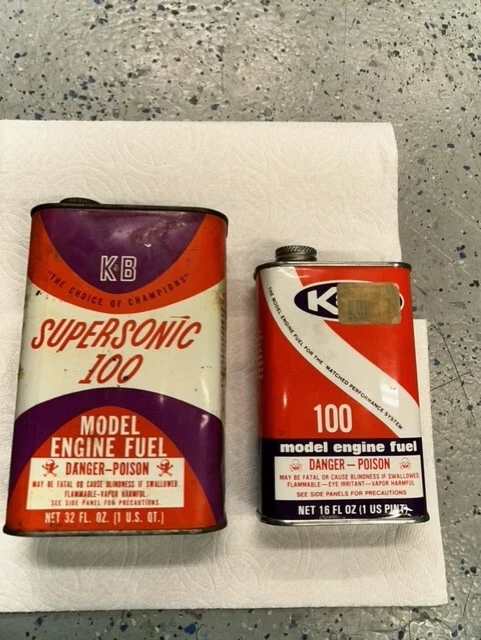 K&B
"THE CHOICE OF CHAMPIONS"
SUPERSONIC
100
MODEL
ENGINE FUEL
DANGER-POISON
MAY BE FATAL OR CAUSE BLINDNESS IF SWALLOWED.
FLAMMABLE-VAPOR HARMFUL.
SEE SIDE PANEL FOR PRECAUTIONS.
NET 32 FL. OZ. (1 U.S. QT.)
K
THE MODEL ENGINE FUEL FOR THE "MATCHED PERFORMANCE SYSTEM"
100
model engine fuel
DANGER - POISON
MAY BE FATAL OR CAUSE BLINDNESS IF SWALLOWED
FLAMMABLE-EYE IRRITANT-VAPOR HARMFUL
SEE SIDE PANELS FOR PRECAUTIONS
NET 16 FL OZ (1 US PINT)